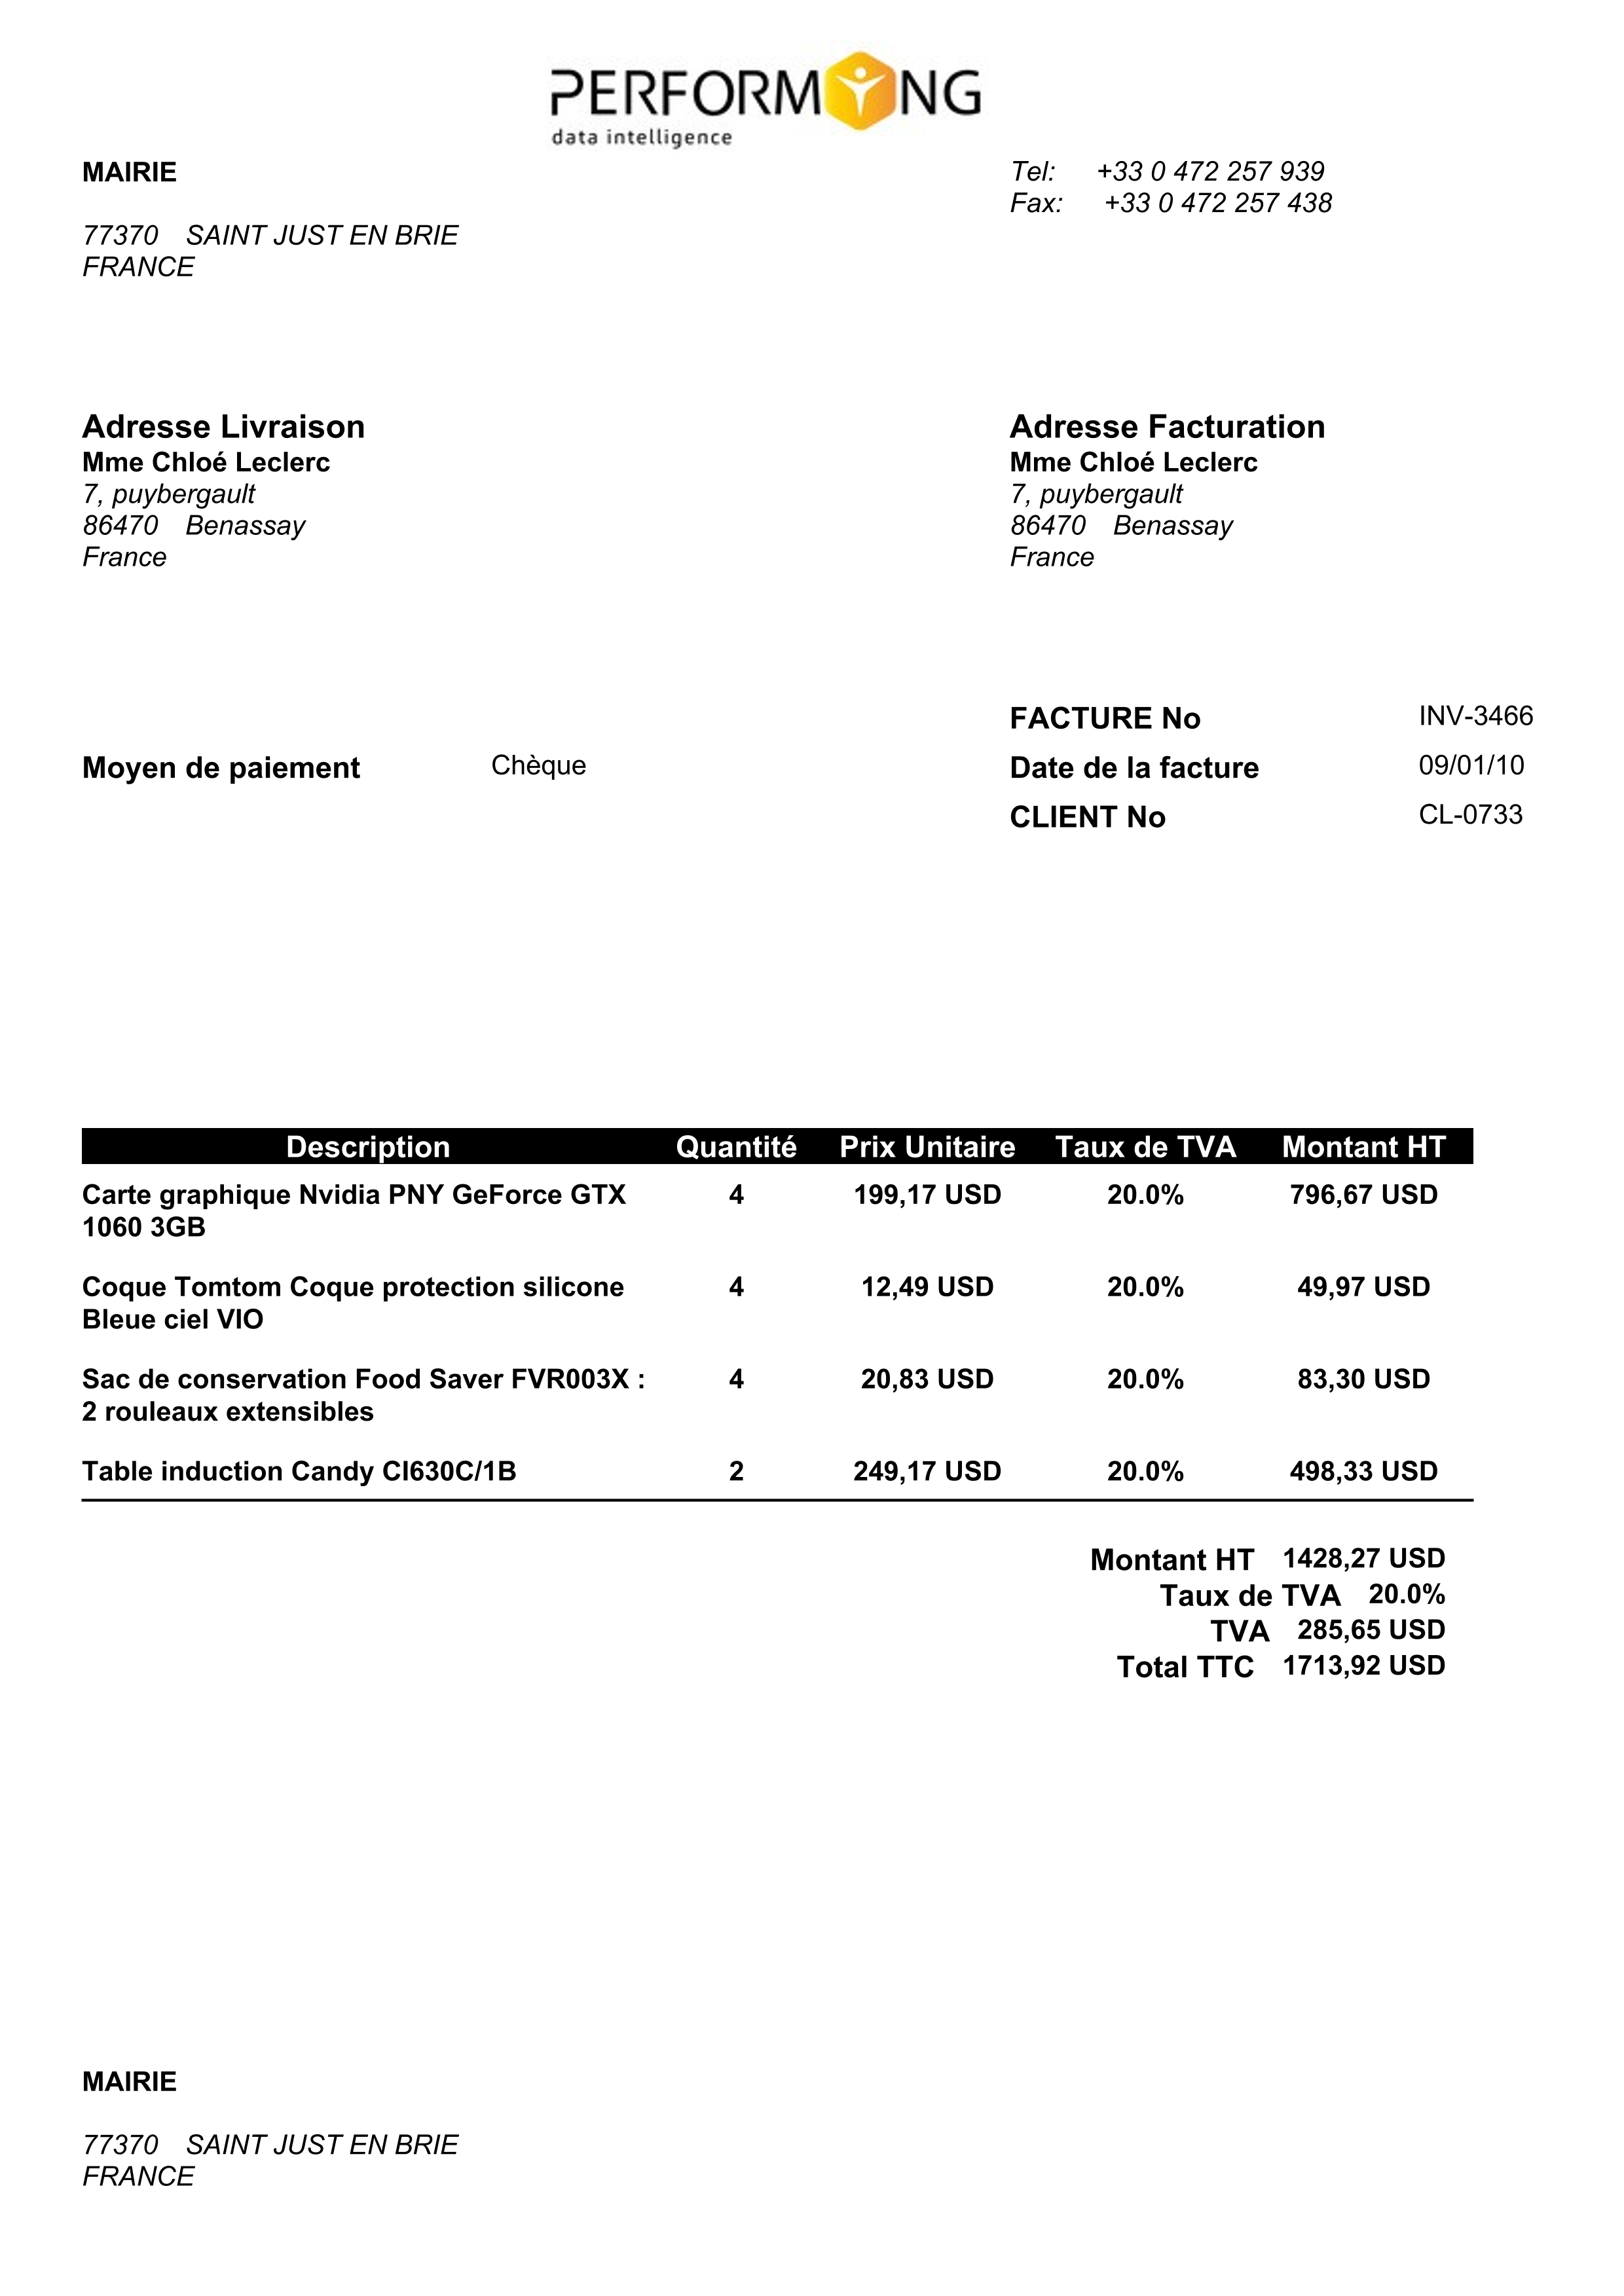 PERFORMING
data intelligence
MAIRIE
Tel: +33 0 472 257 939
Fax: +33 0 472 257 438
77370 SAINT JUST EN BRIE
FRANCE
Adresse Livraison
Mme Chloé Leclerc
7, puybergault
86470 Benassay
France
Adresse Facturation
Mme Chloé Leclerc
7, puybergault
86470 Benassay
France
FACTURE No INV-3466
Moyen de paiement Chèque
Date de la facture 09/01/10
CLIENT No CL-0733
Description Quantité Prix Unitaire Taux de TVA Montant HT
Carte graphique Nvidia PNY GeForce GTX 4 199,17 USD 20.0% 796,67 USD
1060 3GB
Coque Tomtom Coque protection silicone 4 12,49 USD 20.0% 49,97 USD
Bleue ciel VIO
Sac de conservation Food Saver FVR003X : 4 20,83 USD 20.0% 83,30 USD
2 rouleaux extensibles
Table induction Candy CI630C/1B 2 249,17 USD 20.0% 498,33 USD
Montant HT 1428,27 USD
Taux de TVA 20.0%
TVA 285,65 USD
Total TTC 1713,92 USD
MAIRIE
77370 SAINT JUST EN BRIE
FRANCE